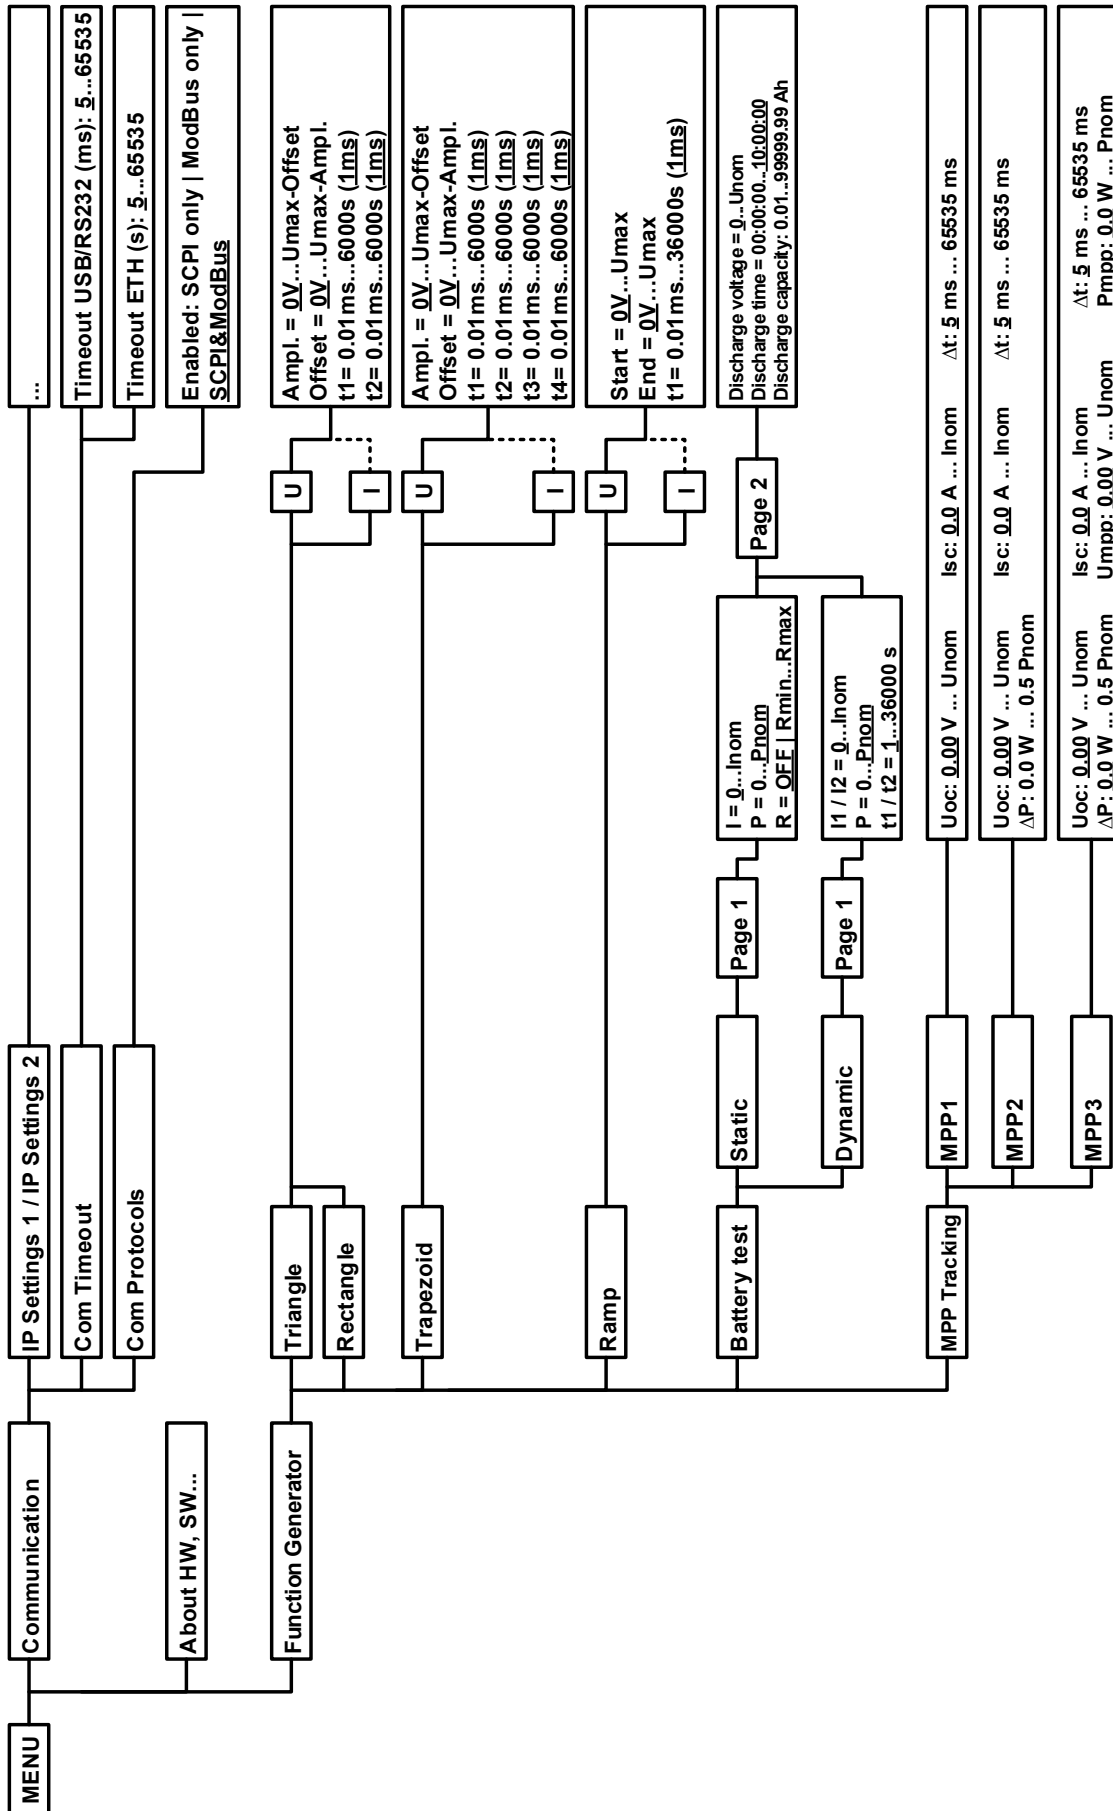 MENU
Communication
IP Settings 1 / IP Settings 2
...
Com Timeout
Timeout USB/RS232 (ms): 5...65535
Timeout ETH (s): 5...65535
Com Protocols
Enabled: SCPI only | ModBus only |
SCPI&ModBus
About HW, SW...
Function Generator
Triangle
Rectangle
U
I
Ampl. = 0V...Umax-Offset
Offset = 0V...Umax-Ampl.
t1= 0.01ms...6000s (1ms)
t2= 0.01ms...6000s (1ms)
Trapezoid
U
I
Ampl. = 0V...Umax-Offset
Offset = 0V...Umax-Ampl.
t1= 0.01ms...6000s (1ms)
t2= 0.01ms...6000s (1ms)
t3= 0.01ms...6000s (1ms)
t4= 0.01ms...6000s (1ms)
Ramp
U
I
Start = 0V...Umax
End = 0V...Umax
t1= 0.01ms...36000s (1ms)
Battery test
Static
Page 1
I = 0...Inom
P = 0...Pnom
R = OFF | Rmin...Rmax
Dynamic
Page 1
I1 / I2 = 0...Inom
P = 0...Pnom
t1 / t2 = 1...36000 s
Page 2
Discharge voltage = 0...Unom
Discharge time = 00:00:00...10:00:00
Discharge capacity: 0.01...99999.99 Ah
MPP Tracking
MPP1
Uoc: 0.00 V ... Unom Isc: 0.0 A ... Inom Δt: 5 ms ... 65535 ms
MPP2
Uoc: 0.00 V ... Unom Isc: 0.0 A ... Inom Δt: 5 ms ... 65535 ms
ΔP: 0.0 W ... 0.5 Pnom
MPP3
Uoc: 0.00 V ... Unom Isc: 0.0 A ... Inom Δt: 5 ms ... 65535 ms
ΔP: 0.0 W ... 0.5 Pnom Umpp: 0.00 V ... Unom Pmpp: 0.0 W ... Pnom